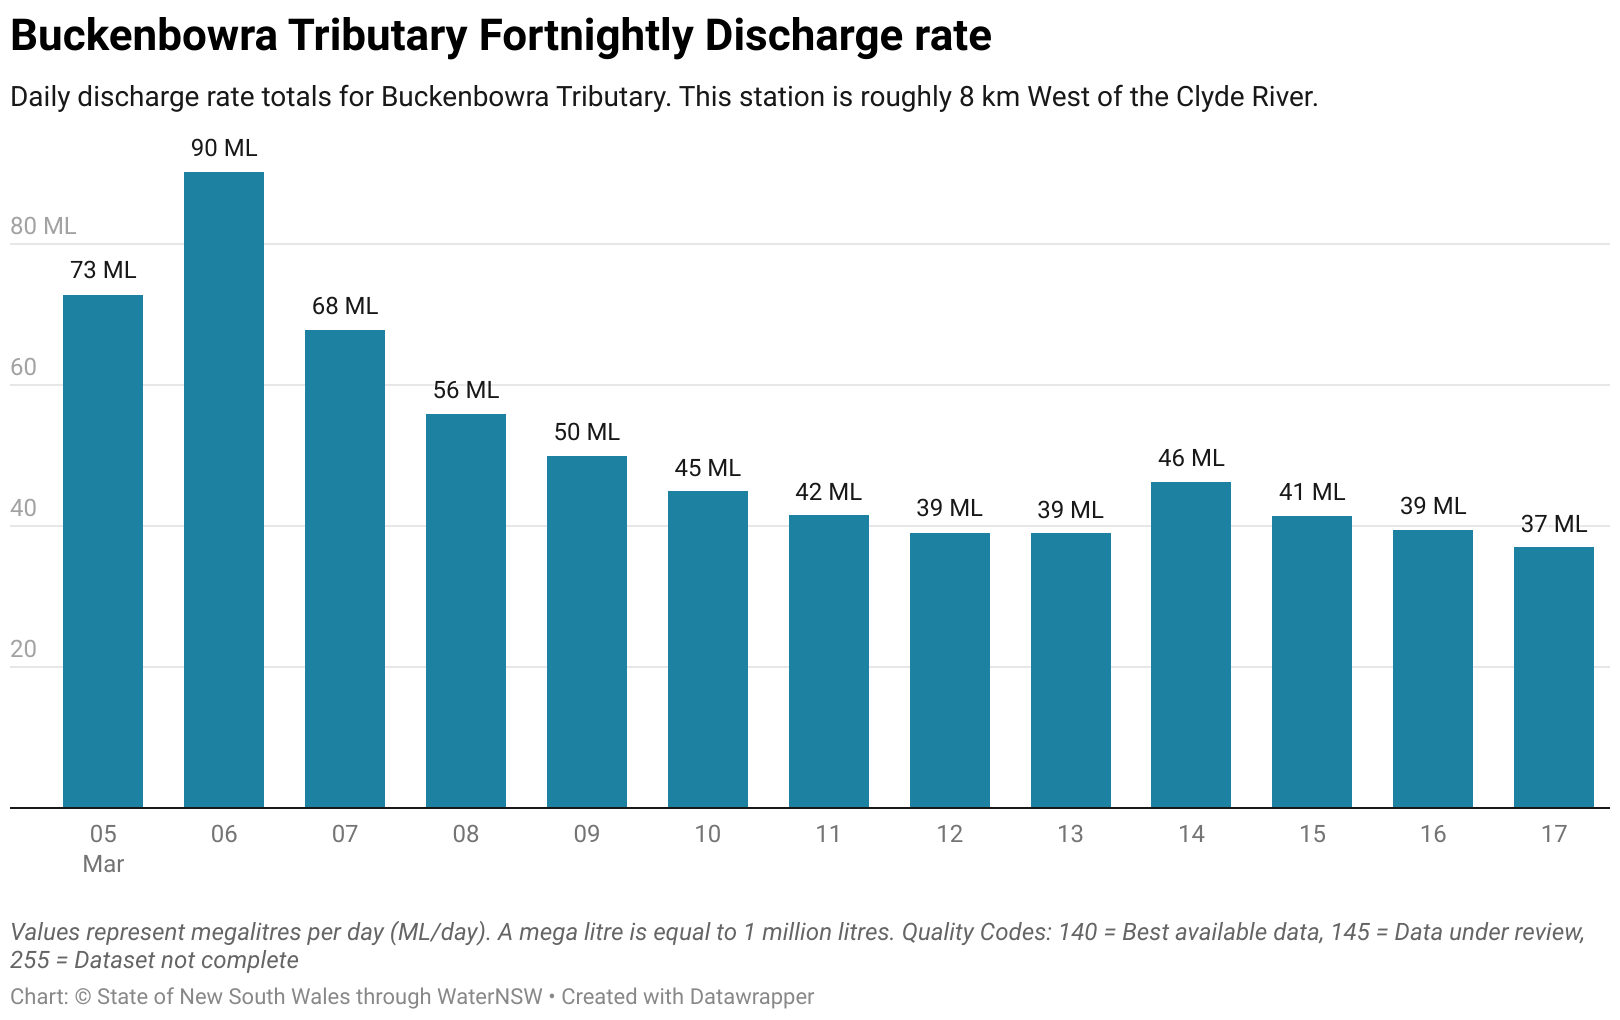 Buckenbowra Tributary Fortnightly Discharge rate
Daily discharge rate totals for Buckenbowra Tributary. This station is roughly 8 km West of the Clyde River.
90 ML
80 ML
73 ML
68 ML
60
56 ML
50 ML
45 ML
42 ML
40
39 ML
39 ML
46 ML
41 ML
39 ML
37 ML
20
05 06 07 08 09 10 11 12 13 14 15 16 17
Mar
Values represent megalitres per day (ML/day). A mega litre is equal to 1 million litres. Quality Codes: 140 = Best available data, 145 = Data under review,
255 = Dataset not complete
Chart: © State of New South Wales through WaterNSW • Created with Datawrapper